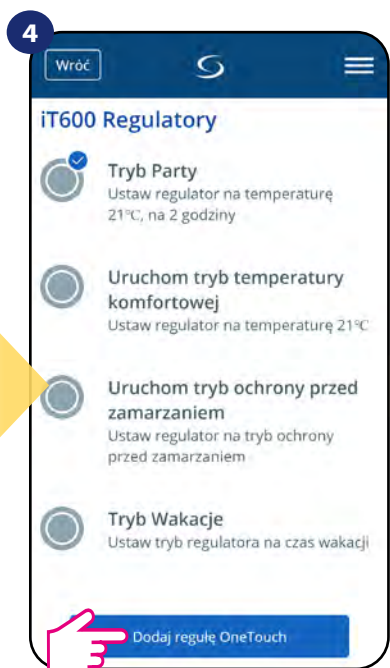 4
Wróć
iT600 Regulatory
Tryb Party
Ustaw regulator na temperaturę
21°C, na 2 godziny
Uruchom tryb temperatury
komfortowej
Ustaw regulator na temperaturę 21°C
Uruchom tryb ochrony przed
zamarzaniem
Ustaw regulator na tryb ochrony
przed zamarzaniem
Tryb Wakacje
Ustaw tryb regulatora na czas wakacji
Dodaj regułę OneTouch